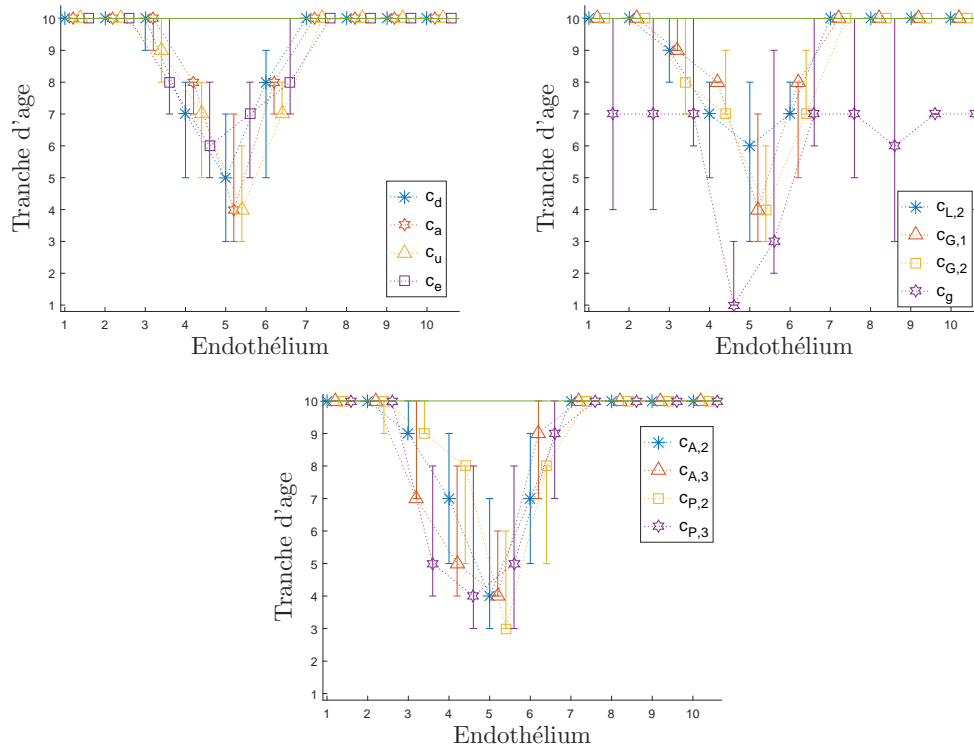 Tranche d'age
10
9
8
7
6
5
4
3
2
1
1 2 3 4 5 6 7 8 9 10
Endothélium
c_d
c_a
c_u
c_e
Tranche d'age
10
9
8
7
6
5
4
3
2
1
1 2 3 4 5 6 7 8 9 10
Endothélium
c_L,2
c_G,1
c_G,2
c_g
Tranche d'age
10
9
8
7
6
5
4
3
2
1
1 2 3 4 5 6 7 8 9 10
Endothélium
c_A,2
c_A,3
c_P,2
c_P,3